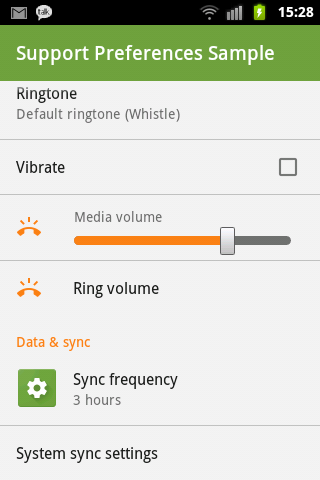 talk
15:28
Support Preferences Sample
Ringtone
Default ringtone (Whistle)
Vibrate
Media volume
Ring volume
Data & sync
Sync frequency
3 hours
System sync settings